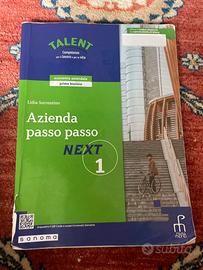 TALENT
economia aziendale
primo biennio
Lidia Sorrentino
Azienda
passo passo
NEXT
1
sanoma
subito